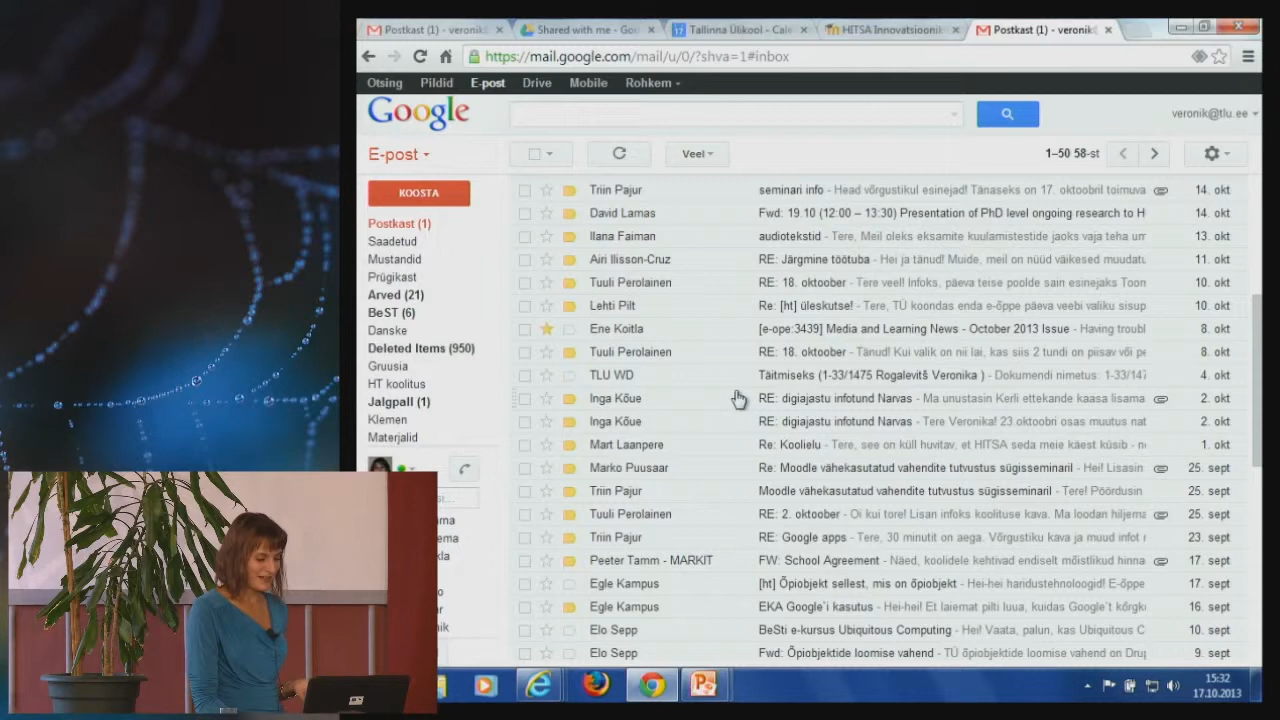 Postkast (1) - veronik
Shared with me - Goo
Tallinna Ülikool - Cale
HITSA Innovatsioonik
Postkast (1) - veronik
https://mail.google.com/mail/u/0/?shva=1#inbox
Otsing Pildid E-post Drive Mobile Rohkem
Google
veronik@tlu.ee
E-post
Veel
1–50 58-st
KOOSTA
Postkast (1)
Saadetud
Mustandid
Prügikast
Arved (21)
BeST (6)
Danske
Deleted Items (950)
Gruusia
HT koolitus
Jalgpall (1)
Klemen
Materjalid
Triin Pajur seminari info - Head võrgustikul esinejad! Tänaseks on 17. oktoobril toimuva 14. okt
David Lamas Fwd: 19.10 (12:00 – 13:30) Presentation of PhD level ongoing research to H 14. okt
Ilana Faiman audiotekstid - Tere, Meil oleks eksamite kuulamistestide jaoks vaja teha um 13. okt
Airi Ilisson-Cruz RE: Järgmine töötuba - Hei ja tänud! Muide, meil on nüüd väikesed muudatu 11. okt
Tuuli Perolainen RE: 18. oktoober - Tere veel! Infoks, päeva teise poolde sain esinejaks Toon 10. okt
Lehti Pilt Re: [ht] üleskutse! - Tere, TÜ koondas enda e-õppe päeva veebi valiku sisup 10. okt
Ene Koitla [e-ope:3439] Media and Learning News - October 2013 Issue - Having troubl 8. okt
Tuuli Perolainen RE: 18. oktoober - Tänud! Kui valik on nii lai, kas siis 2 tundi on piisav või pe 8. okt
TLU WD Täitmiseks (1-33/1475 Rogalevitš Veronika ) - Dokumendi nimetus: 1-33/147 4. okt
Inga Kõue RE: digiajastu infotund Narvas - Ma unustasin Kerli ettekande kaasa lisama 2. okt
Inga Kõue RE: digiajastu infotund Narvas - Tere Veronika! 23.oktoobri osas muutus nat 2. okt
Mart Laanpere Re: Koolielu - Tere, see on küll huvitav, et HITSA seda meie käest küsib - ne 1. okt
Marko Puusaar Re: Moodle vähekasutatud vahendite tutvustus sügisseminaril - Hei! Lisasin 25. sept
Triin Pajur Moodle vähekasutatud vahendite tutvustus sügisseminaril - Tere! Pöördusin 25. sept
Tuuli Perolainen RE: 2. oktoober - Oi kui tore! Lisan infoks koolituse kava. Ma loodan hiljema 24. sept
Triin Pajur RE: Google apps - Tere, 30 minutit on aega. Võrgustiku kava ja muud infot 23. sept
Peeter Tamm - MARKIT FW: School Agreement - Näed, koolidele kehtivad endiselt mõistlikud hinna 17. sept
Egle Kampus [ht] Õpiobjekt sellest, mis on õpiobjekt - Hei-hei haridustehnoloogid! E-õppe 17. sept
Egle Kampus EKA Google`i kasutus - Hei-hei! Et laiemat pilti luua, kuidas Google`t kõrgk 16. sept
Elo Sepp BeSti e-kursus Ubiquitous Computing - Hei! Vaata, palun, kas Ubiquitous C 10. sept
Elo Sepp Fwd: Õpiobjektide loomise vahend - TÜ õpiobjektide loomise vahend on Drup 9. sept
15:32
17.10.2013